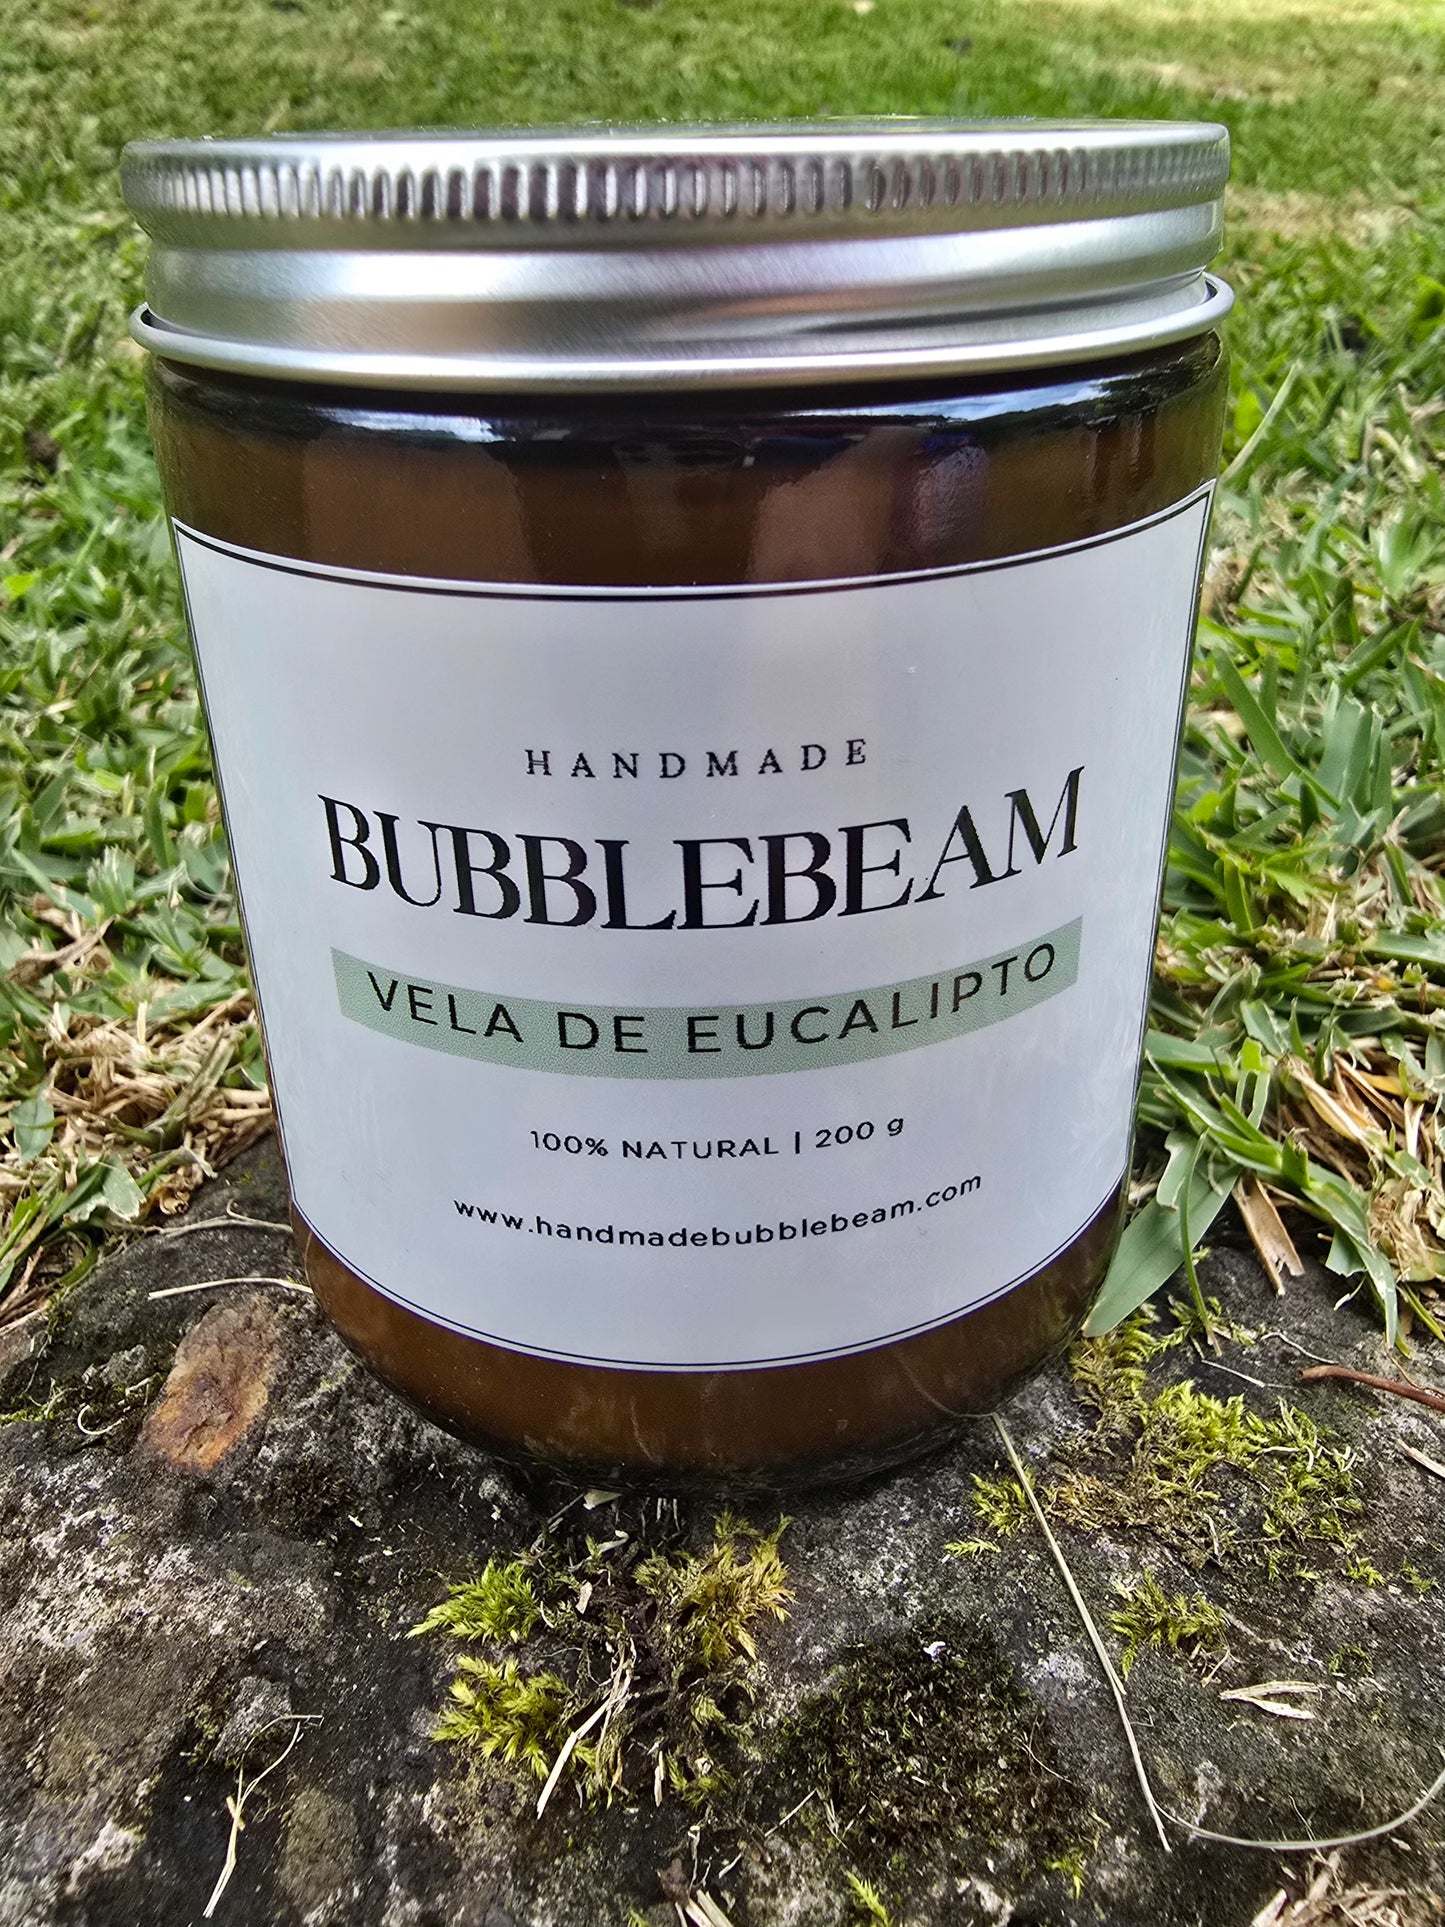 HANDMADE
BUBBLEBEAM
VELA DE EUCALIPTO
100% NATURAL | 200 g
www.handmadebubblebeam.com